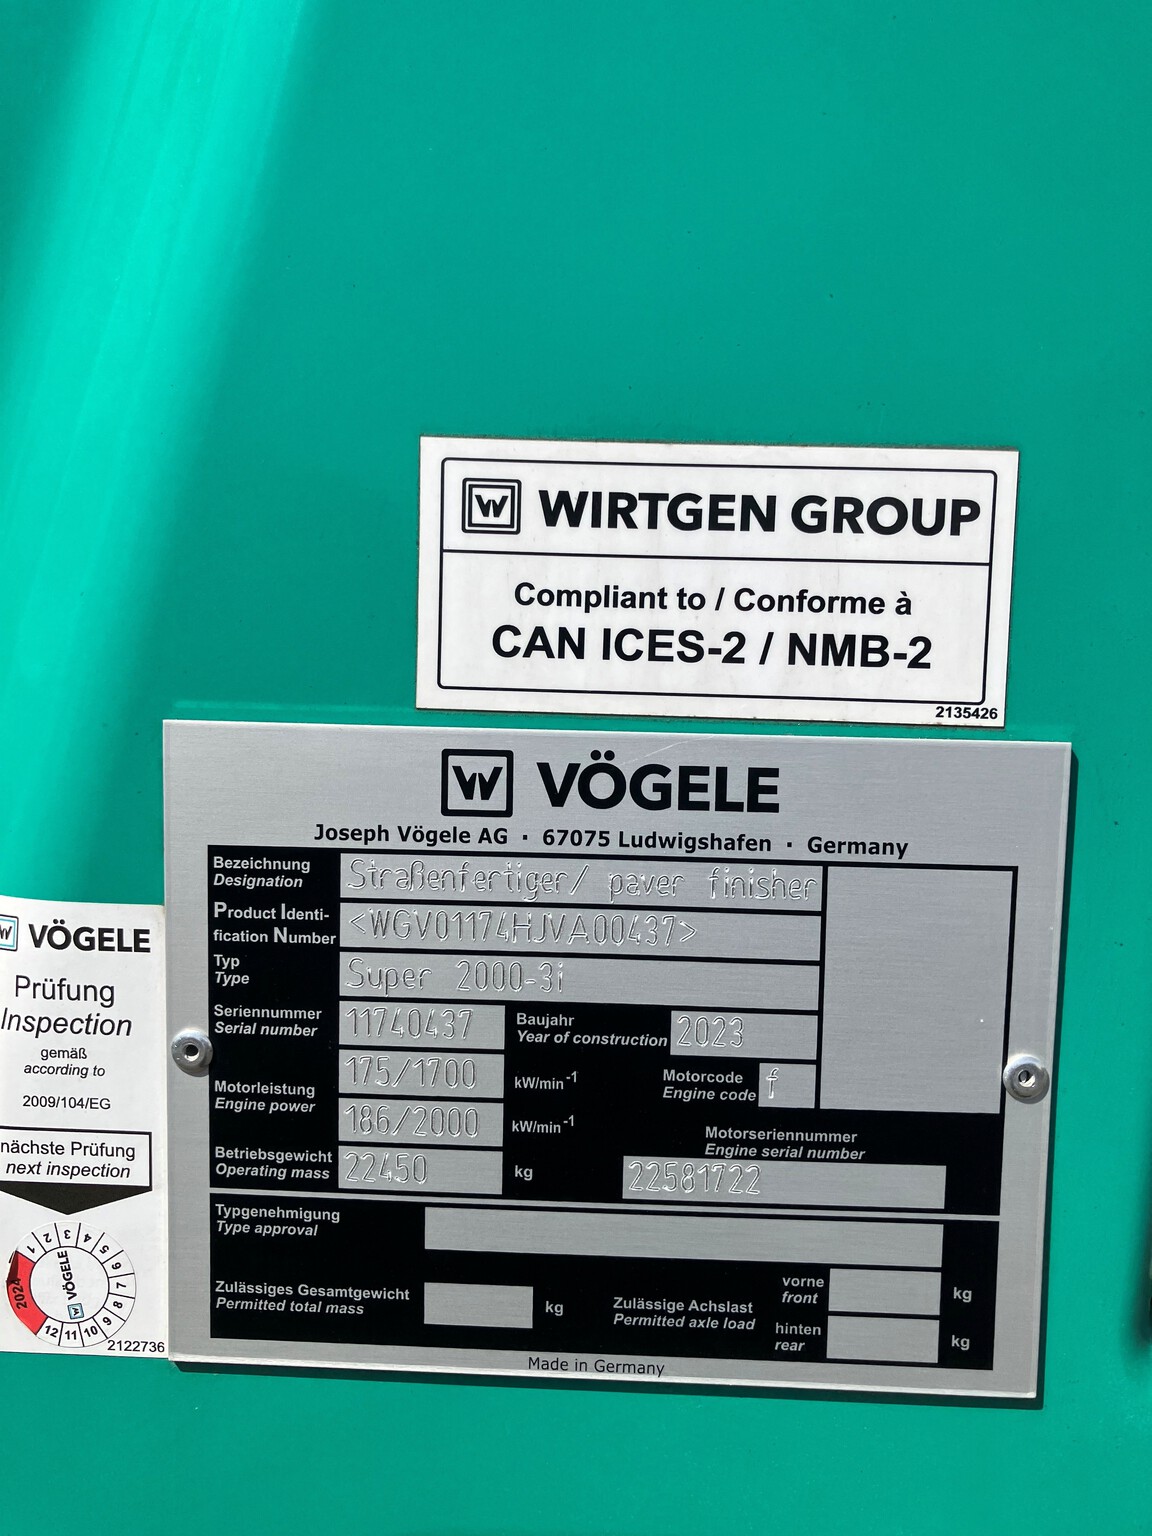 WIRTGEN GROUP
Compliant to / Conforme à
CAN ICES-2 / NMB-2
2135426
VÖGELE
Joseph Vögele AG · 67075 Ludwigshafen · Germany
Bezeichnung
Designation
Straßenfertiger/ paver finisher
Product Identi-
fication Number
<WGV01174HJVA00437>
Typ
Type
Super 2000-3i
Seriennummer
Serial number
11740437
Baujahr
Year of construction
2023
Motorleistung
Engine power
175/1700 kW/min-1
186/2000 kW/min-1
Motorcode
Engine code
f
Betriebsgewicht
Operating mass
22450 kg
Motorseriennummer
Engine serial number
22581722
Typgenehmigung
Type approval
Zulässiges Gesamtgewicht
Permitted total mass
kg
Zulässige Achslast
Permitted axle load
vorne
front
kg
hinten
rear
kg
Made in Germany
VÖGELE
Prüfung
Inspection
gemäß
according to
2009/104/EG
nächste Prüfung
next inspection
1 2 3 4 5 6 7 8 9 10 11 12
2024
VÖGELE
2122736